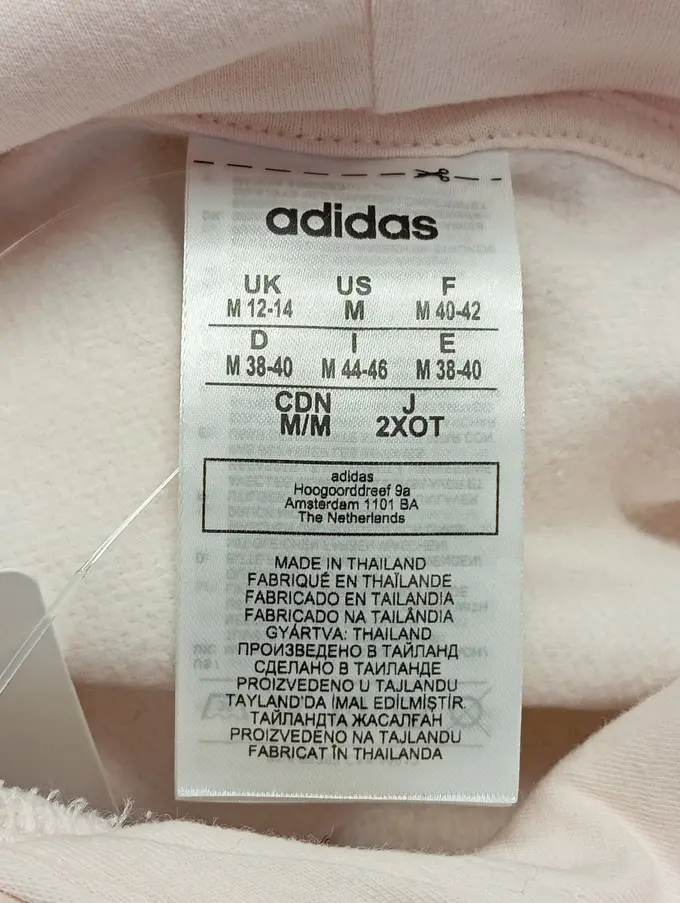 adidas
UK US F
M 12-14 M M 40-42
D I E
M 38-40 M 44-46 M 38-40
CDN J
M/M 2XOT
adidas
Hoogoorddreef 9a
Amsterdam 1101 BA
The Netherlands
MADE IN THAILAND
FABRIQUÉ EN THAÏLANDE
FABRICADO EN TAILANDIA
FABRICADO NA TAILÂNDIA
GYÁRTVA: THAILAND
ПРОИЗВЕДЕНО В ТАЙЛАНД
СДЕЛАНО В ТАИЛАНДЕ
PROIZVEDENO U TAJLANDU
TAYLAND'DA İMAL EDİLMİŞTİR.
ТАЙЛАНДТА ЖАСАЛҒАН
PROIZVEDENO NA TAJLANDU
FABRICAT ÎN THAILANDA